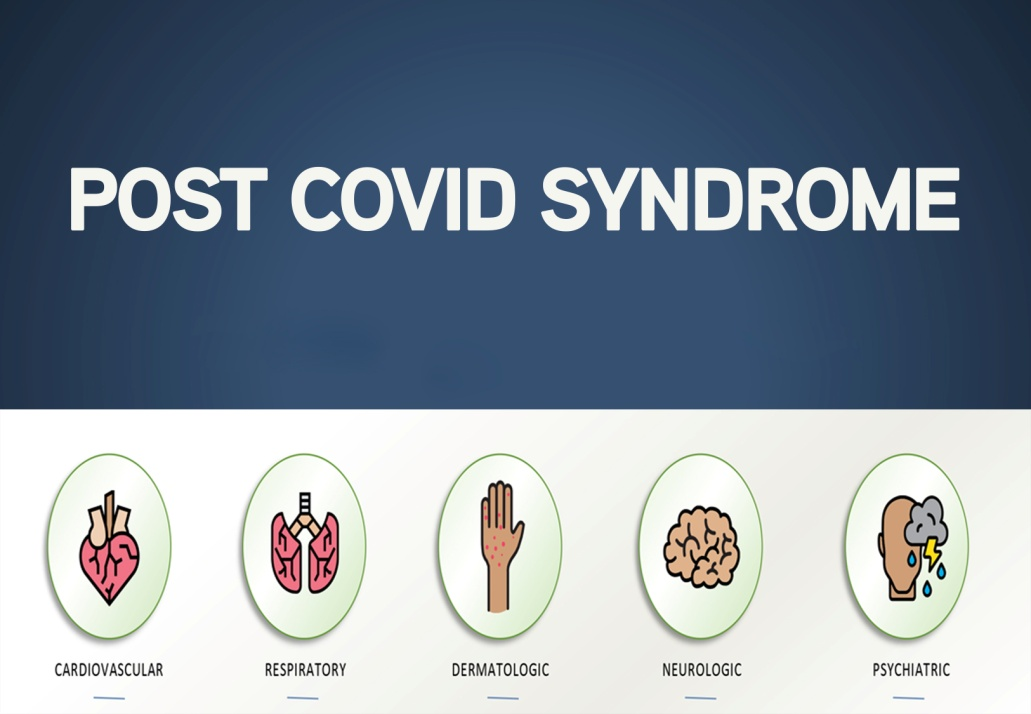 POST COVID SYNDROME
CARDIOVASCULAR
RESPIRATORY
DERMATOLOGIC
NEUROLOGIC
PSYCHIATRIC